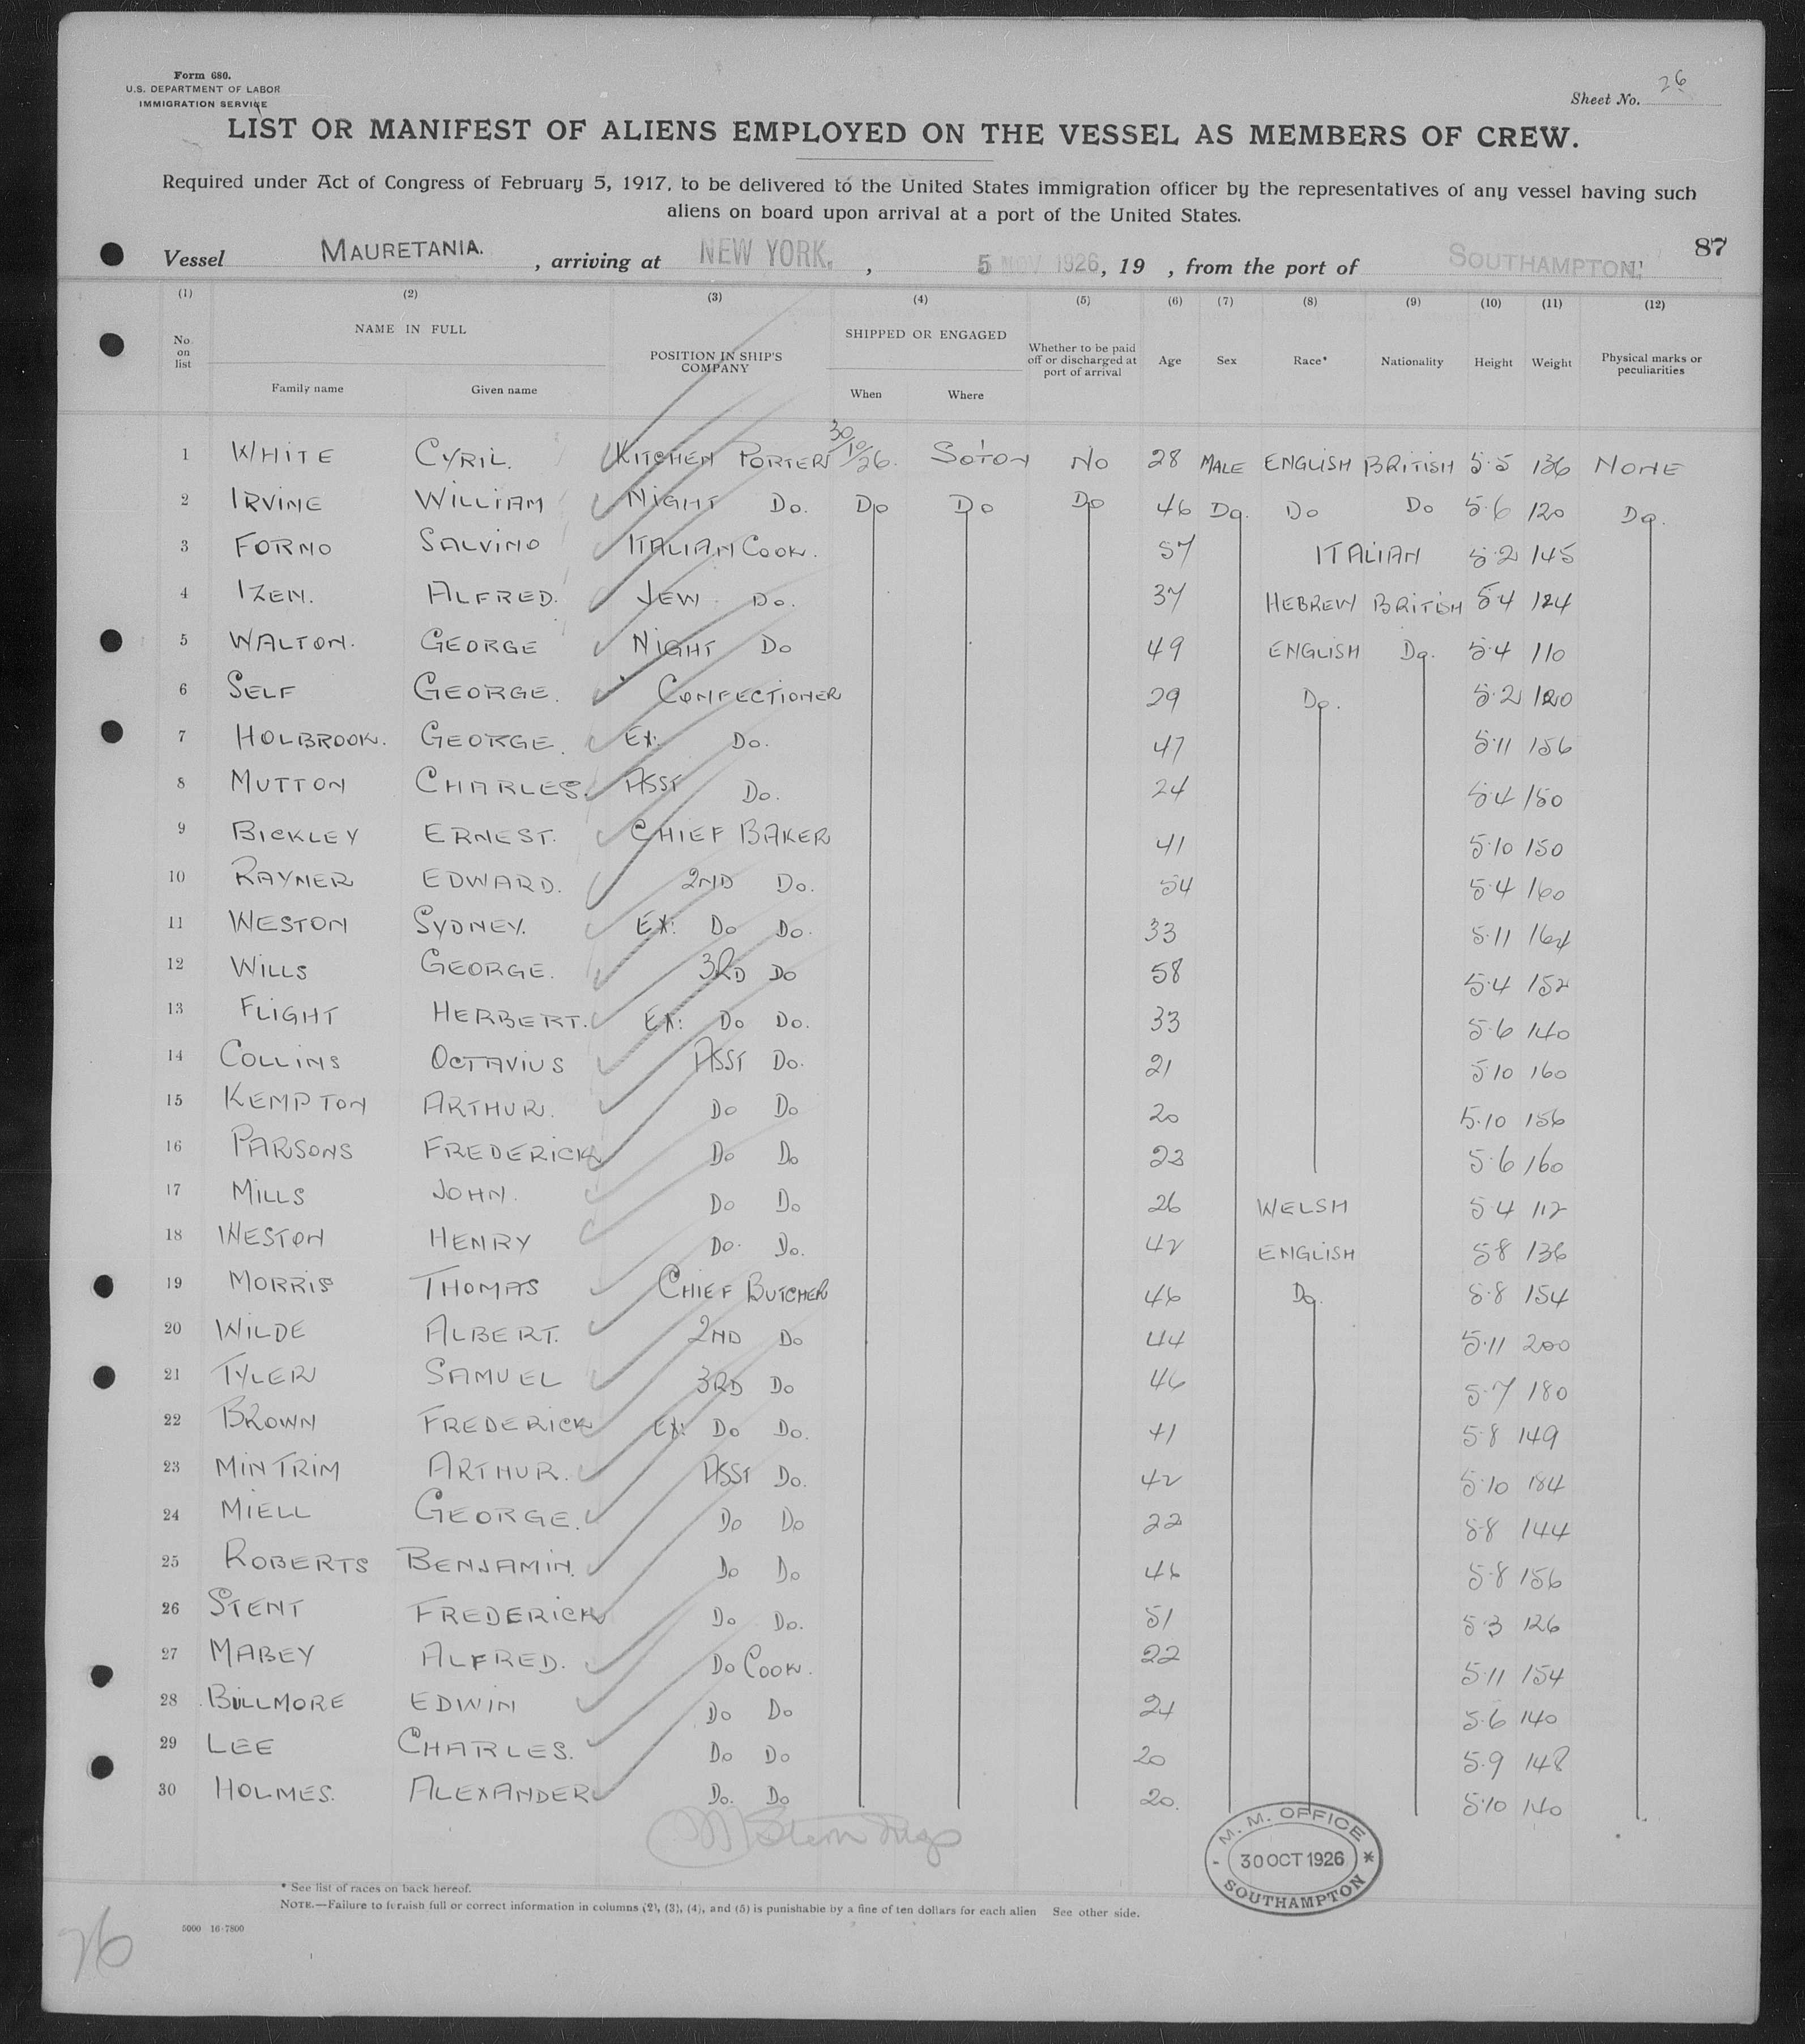 Form 680.
U.S. DEPARTMENT OF LABOR
IMMIGRATION SERVICE
Sheet No. 26
LIST OR MANIFEST OF ALIENS EMPLOYED ON THE VESSEL AS MEMBERS OF CREW.
Required under Act of Congress of February 5, 1917, to be delivered to the United States immigration officer by the representatives of any vessel having such
aliens on board upon arrival at a port of the United States.
87
Vessel MAURETANIA. , arriving at NEW YORK. , 5 NOV 1926, 19 , from the port of SOUTHAMPTON
(1) (2) (3) (4) (5) (6) (7) (8) (9) (10) (11) (12)
No. on list NAME IN FULL Family name Given name POSITION IN SHIP'S COMPANY SHIPPED OR ENGAGED When Where Whether to be paid off or discharged at port of arrival Age Sex Race* Nationality Height Weight Physical marks or peculiarities
1 WHITE CYRIL. KITCHEN PORTER 30/10/26. SO'TON NO 28 MALE ENGLISH BRITISH 5·5 136 NONE
2 IRVINE WILLIAM NIGHT DO. DO DO DO 46 DO. DO DO 5·6 120 DO.
3 FORNO SALVINO ITALIAN COOK. 57 ITALIAN 5·2 145
4 IZEN. ALFRED. JEW DO. 37 HEBREW BRITISH 5·4 124
5 WALTON. GEORGE NIGHT DO 49 ENGLISH DO. 5·4 110
6 SELF GEORGE. CONFECTIONER 29 DO. 5·2 120
7 HOLBROOK. GEORGE. EX: DO. 47 5·11 156
8 MUTTON CHARLES. ASST DO. 24 5·4 150
9 BICKLEY ERNEST. CHIEF BAKER 41 5·10 150
10 RAYNER EDWARD. 2ND DO. 54 5·4 160
11 WESTON SYDNEY. EX: DO DO. 33 5·11 164
12 WILLS GEORGE. 3RD DO 58 5·4 152
13 FLIGHT HERBERT. EX: DO DO. 33 5·6 140
14 COLLINS OCTAVIUS ASST DO. 21 5·10 160
15 KEMPTON ARTHUR. DO DO 20 5·10 156
16 PARSONS FREDERICK DO DO 23 5·6 160
17 MILLS JOHN. DO DO 26 WELSH 5·4 112
18 WESTON HENRY DO. DO. 42 ENGLISH 5·8 136
19 MORRIS THOMAS CHIEF BUTCHER 46 DO. 5·8 154
20 WILDE ALBERT. 2ND DO 44 5·11 200
21 TYLER SAMUEL 3RD DO 46 5·7 180
22 BROWN FREDERICK EX: DO DO. 41 5·8 149
23 MINTRIM ARTHUR. ASST DO. 42 5·10 184
24 MIELL GEORGE. DO DO 22 5·8 144
25 ROBERTS BENJAMIN. DO DO 46 5·8 156
26 STENT FREDERICK DO DO. 51 5·3 126
27 MABEY ALFRED. DO COOK. 22 5·11 154
28 BILLMORE EDWIN DO DO 24 5·6 140
29 LEE CHARLES. DO DO 20 5·9 148
30 HOLMES. ALEXANDER DO. DO 20. 5·10 140
M. M. OFFICE
30 OCT 1926
SOUTHAMPTON
* See list of races on back hereof.
NOTE.—Failure to furnish full or correct information in columns (2), (3), (4), and (5) is punishable by a fine of ten dollars for each alien See other side.
5000 16-7800
26